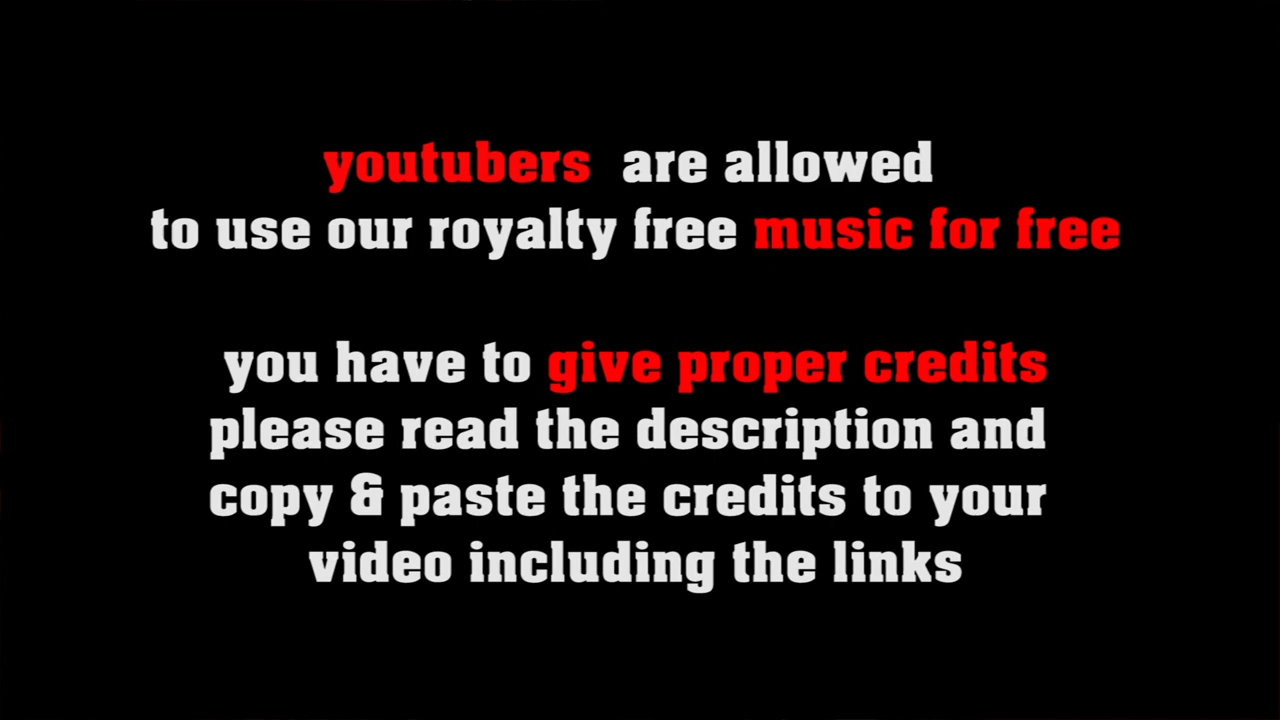 youtubers are allowed
to use our royalty free music for free
you have to give proper credits
please read the description and
copy & paste the credits to your
video including the links